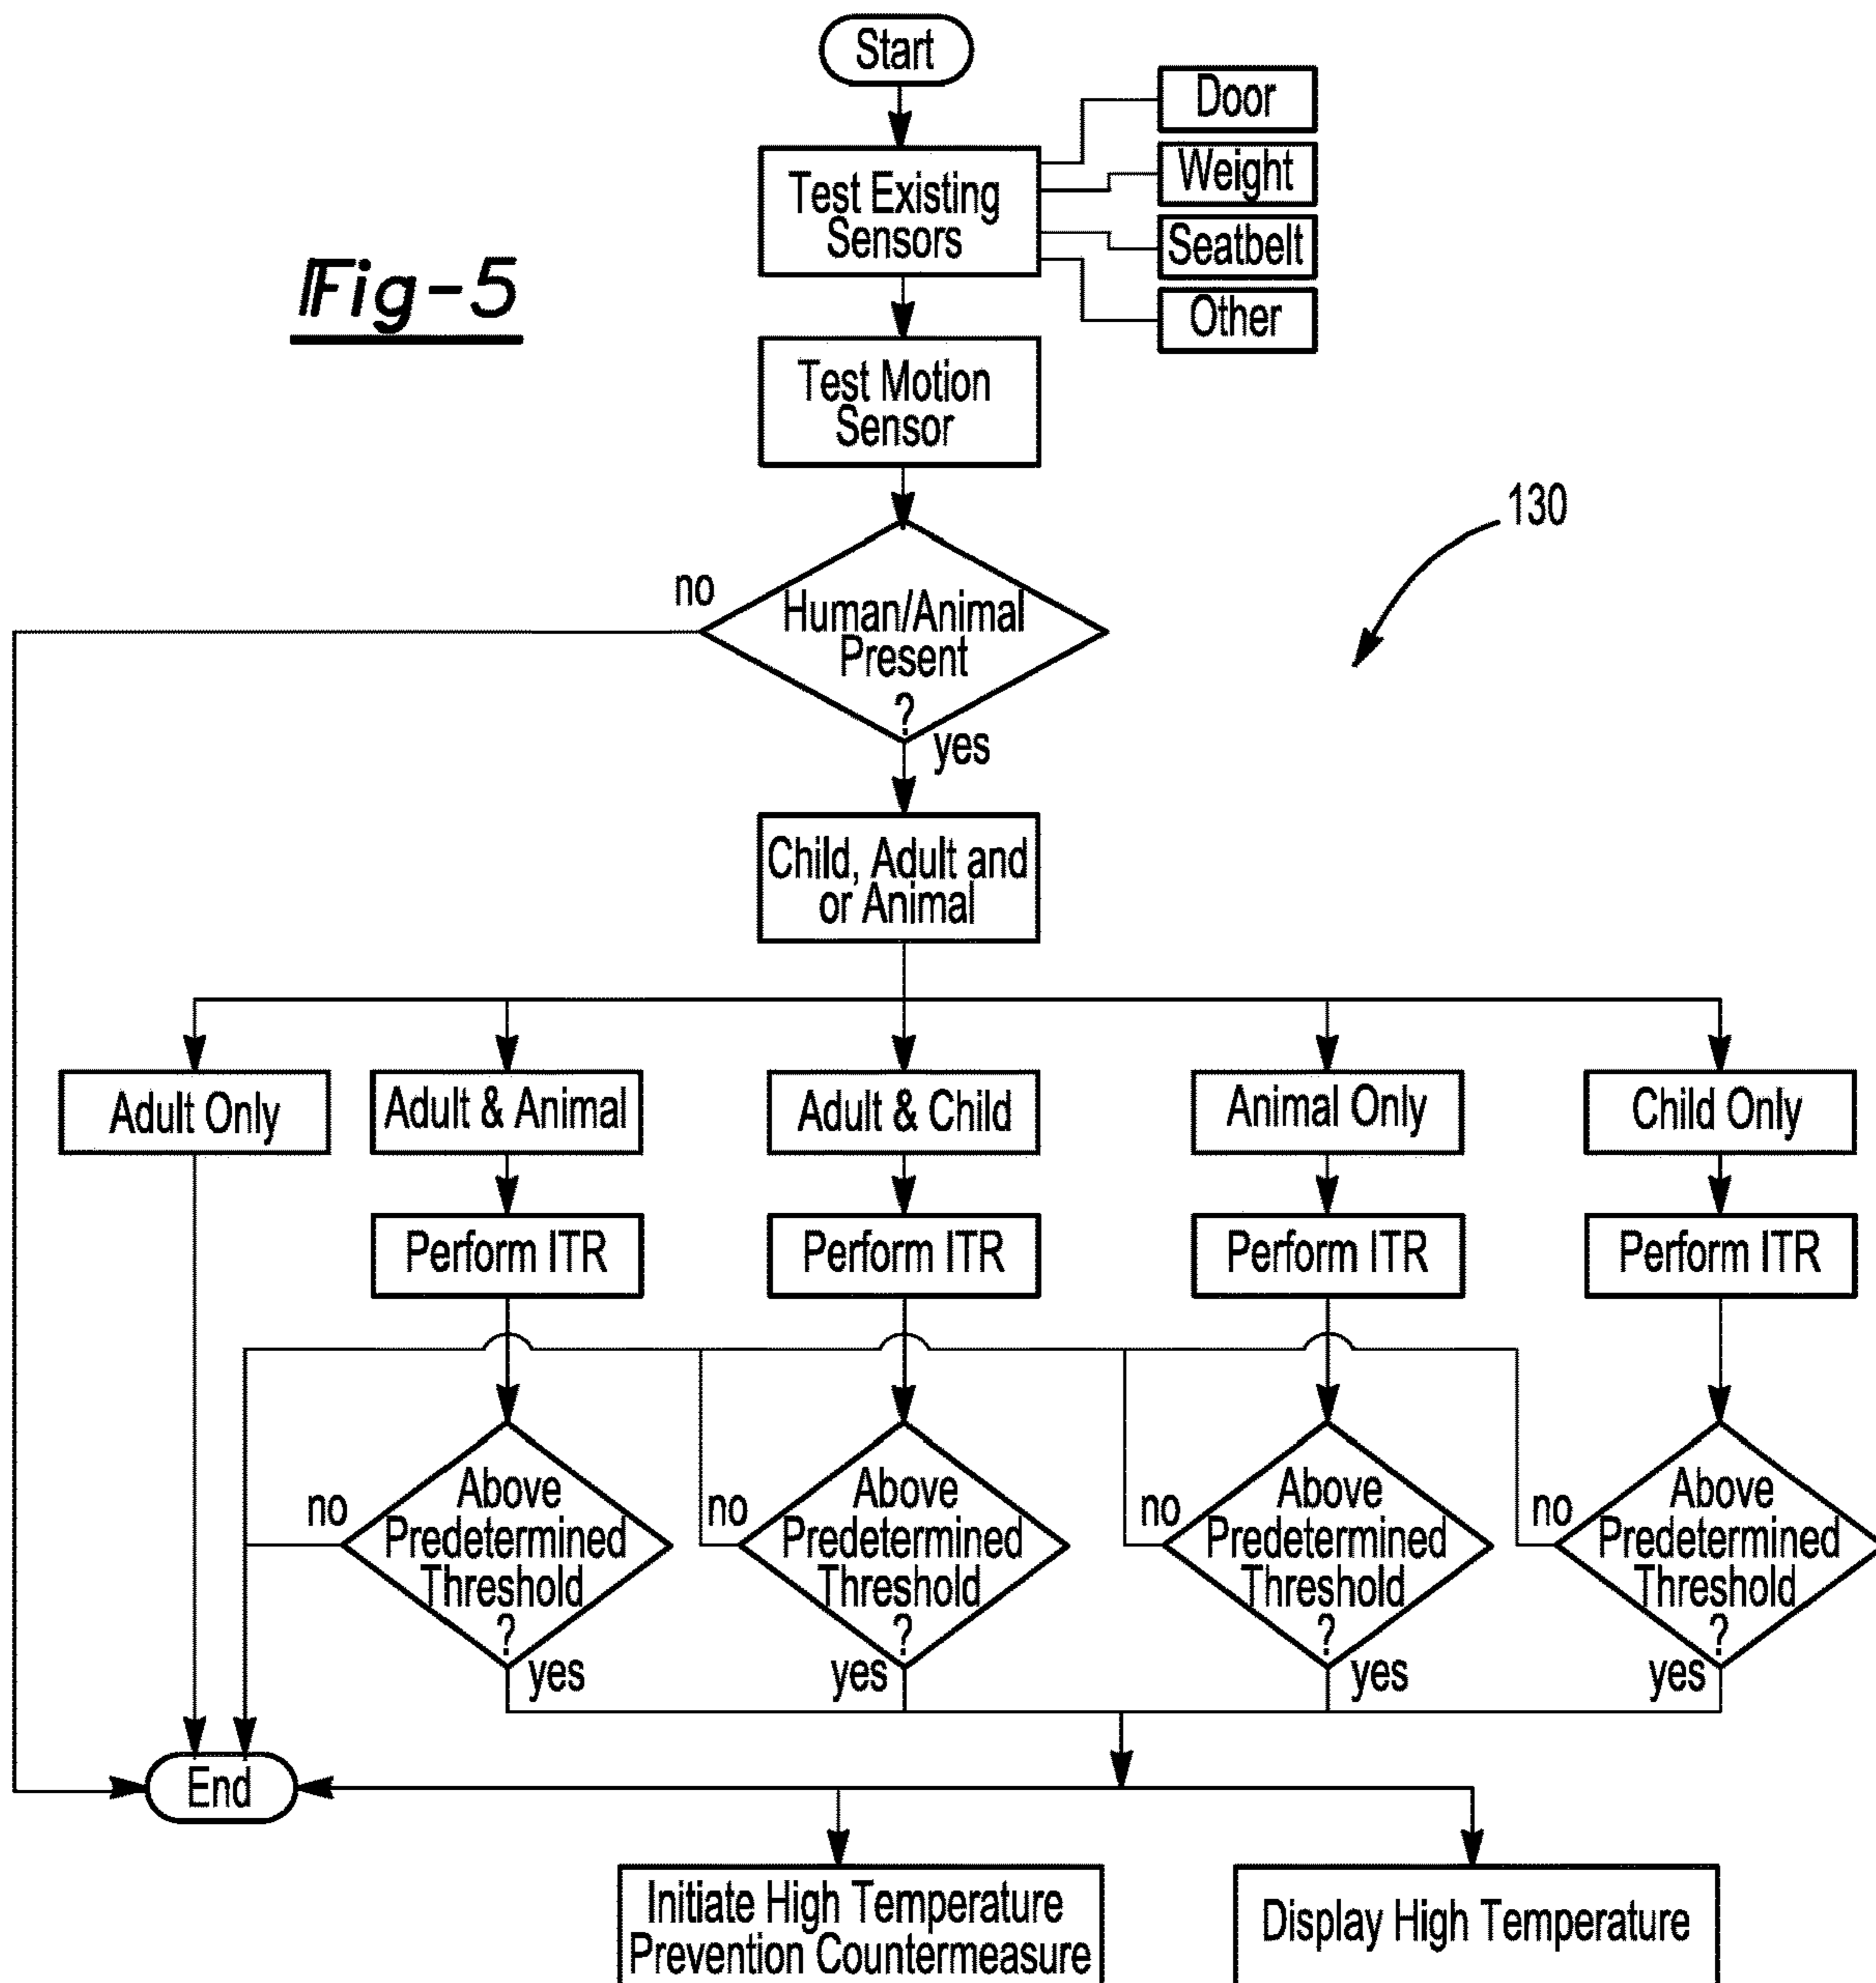 Start
Door
Weight
Seatbelt
Other
Test Existing
Sensors
Fig-5
Test Motion
Sensor
130
no
Human/Animal
Present
?
yes
Child, Adult and
or Animal
Adult Only
Adult & Animal
Adult & Child
Animal Only
Child Only
Perform ITR
Perform ITR
Perform ITR
Perform ITR
no
Above
Predetermined
Threshold
?
yes
no
Above
Predetermined
Threshold
?
yes
no
Above
Predetermined
Threshold
?
yes
no
Above
Predetermined
Threshold
?
yes
End
Initiate High Temperature
Prevention Countermeasure
Display High Temperature